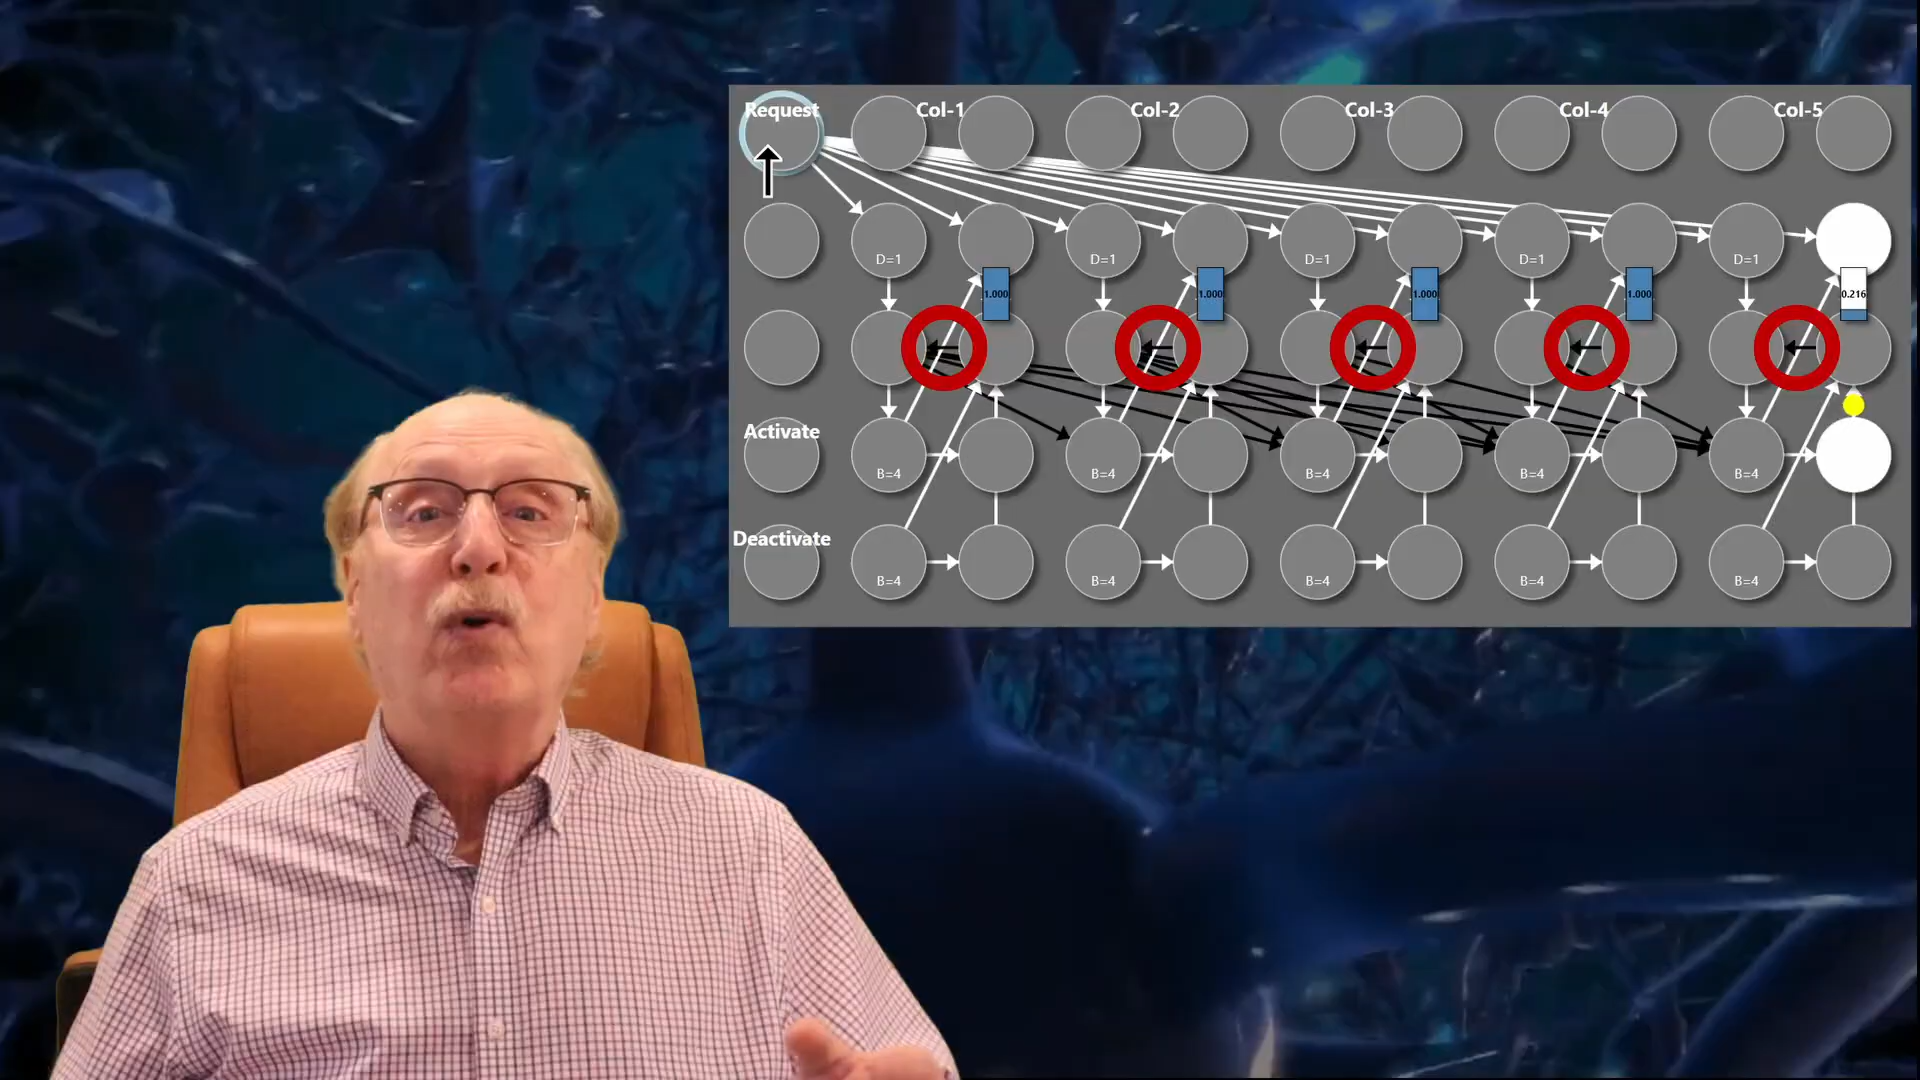 Request Col-1 Col-2 Col-3 Col-4 Col-5
D=1 D=1 D=1 D=1 D=1
1.000 1.000 1.000 1.000 0.216
Activate
B=4 B=4 B=4 B=4 B=4
Deactivate
B=4 B=4 B=4 B=4 B=4